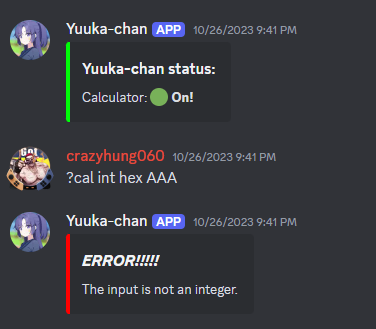 Yuuka-chan APP 10/26/2023 9:41 PM
Yuuka-chan status:
Calculator: On!
crazyhung060 10/26/2023 9:41 PM
?cal int hex AAA
Yuuka-chan APP 10/26/2023 9:41 PM
ERROR!!!!!
The input is not an integer.